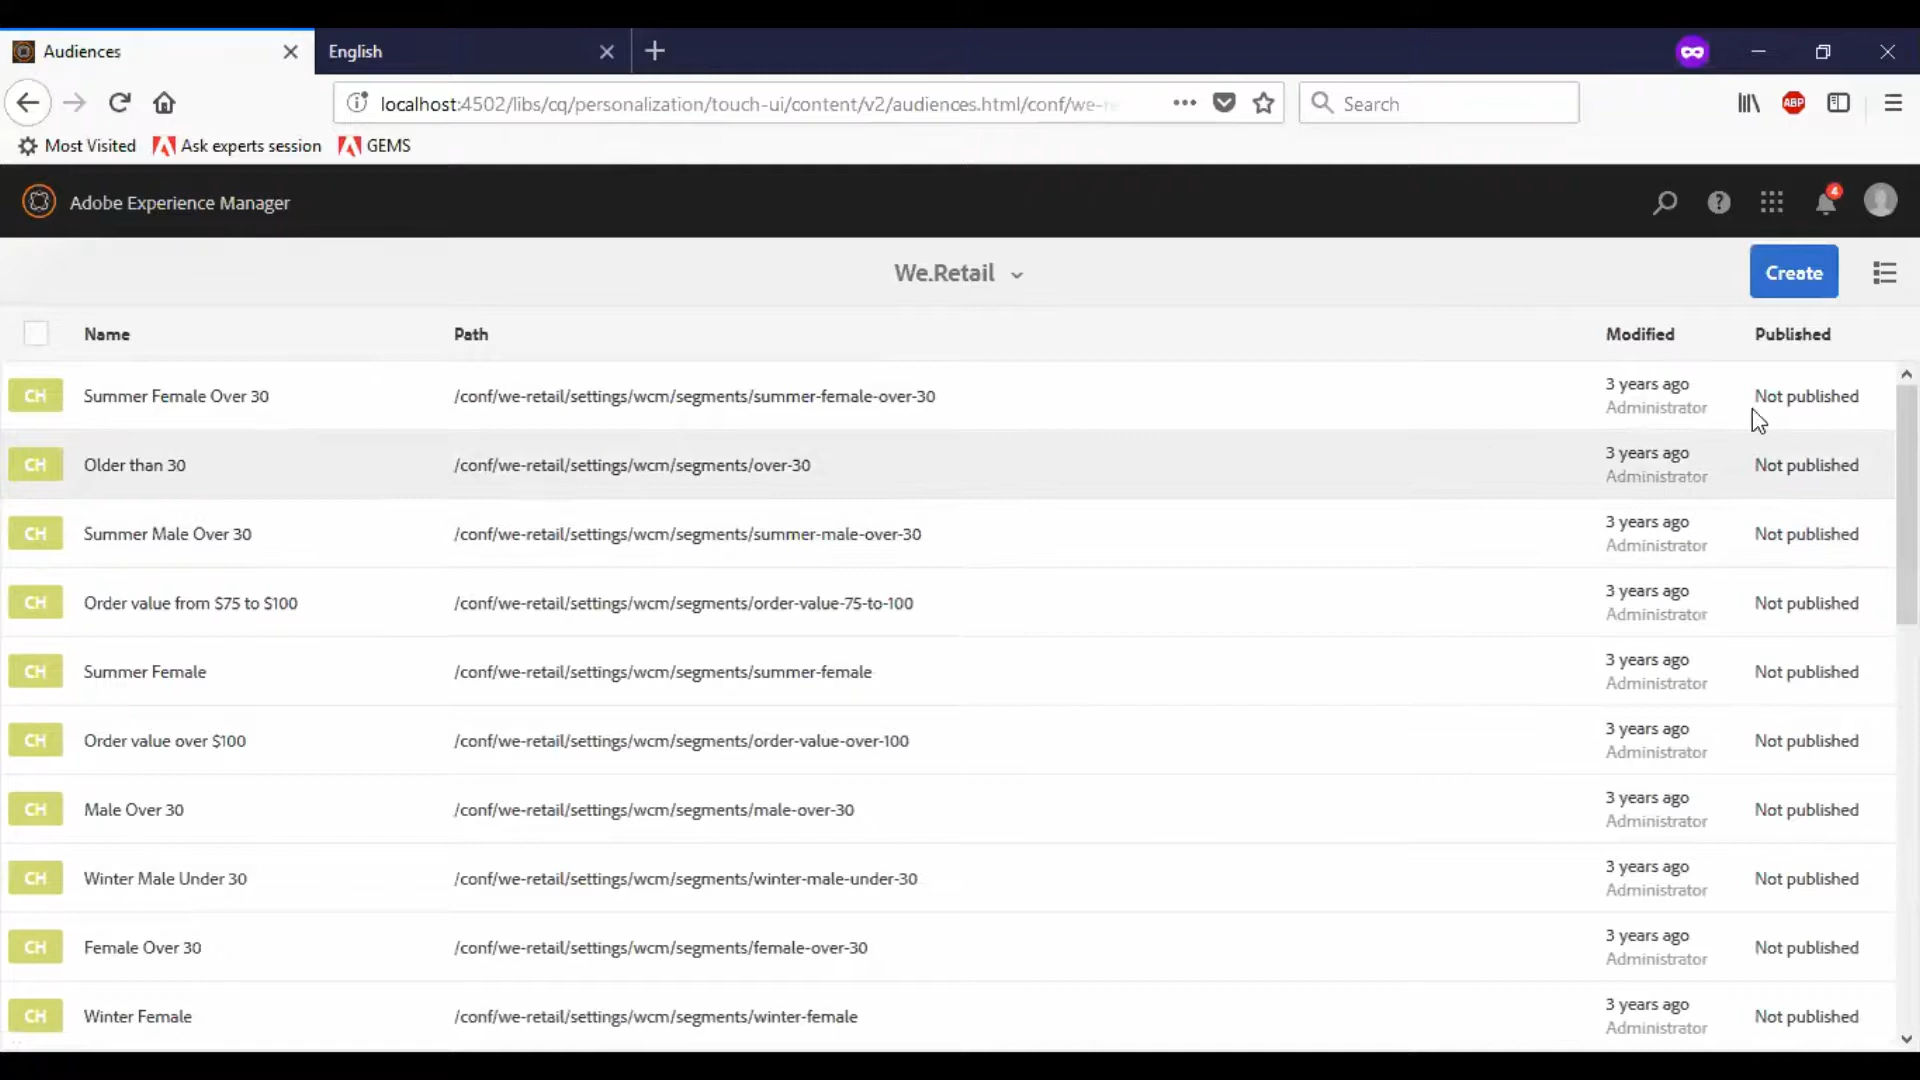 Audiences
English
localhost:4502/libs/cq/personalization/touch-ui/content/v2/audiences.html/conf/we-
Search
ABP
Most Visited
Ask experts session
GEMS
Adobe Experience Manager
4
We.Retail
Create
Name Path Modified Published
CH Summer Female Over 30 /conf/we-retail/settings/wcm/segments/summer-female-over-30 3 years ago Not published
Administrator
CH Older than 30 /conf/we-retail/settings/wcm/segments/over-30 3 years ago Not published
Administrator
CH Summer Male Over 30 /conf/we-retail/settings/wcm/segments/summer-male-over-30 3 years ago Not published
Administrator
CH Order value from $75 to $100 /conf/we-retail/settings/wcm/segments/order-value-75-to-100 3 years ago Not published
Administrator
CH Summer Female /conf/we-retail/settings/wcm/segments/summer-female 3 years ago Not published
Administrator
CH Order value over $100 /conf/we-retail/settings/wcm/segments/order-value-over-100 3 years ago Not published
Administrator
CH Male Over 30 /conf/we-retail/settings/wcm/segments/male-over-30 3 years ago Not published
Administrator
CH Winter Male Under 30 /conf/we-retail/settings/wcm/segments/winter-male-under-30 3 years ago Not published
Administrator
CH Female Over 30 /conf/we-retail/settings/wcm/segments/female-over-30 3 years ago Not published
Administrator
CH Winter Female /conf/we-retail/settings/wcm/segments/winter-female 3 years ago Not published
Administrator